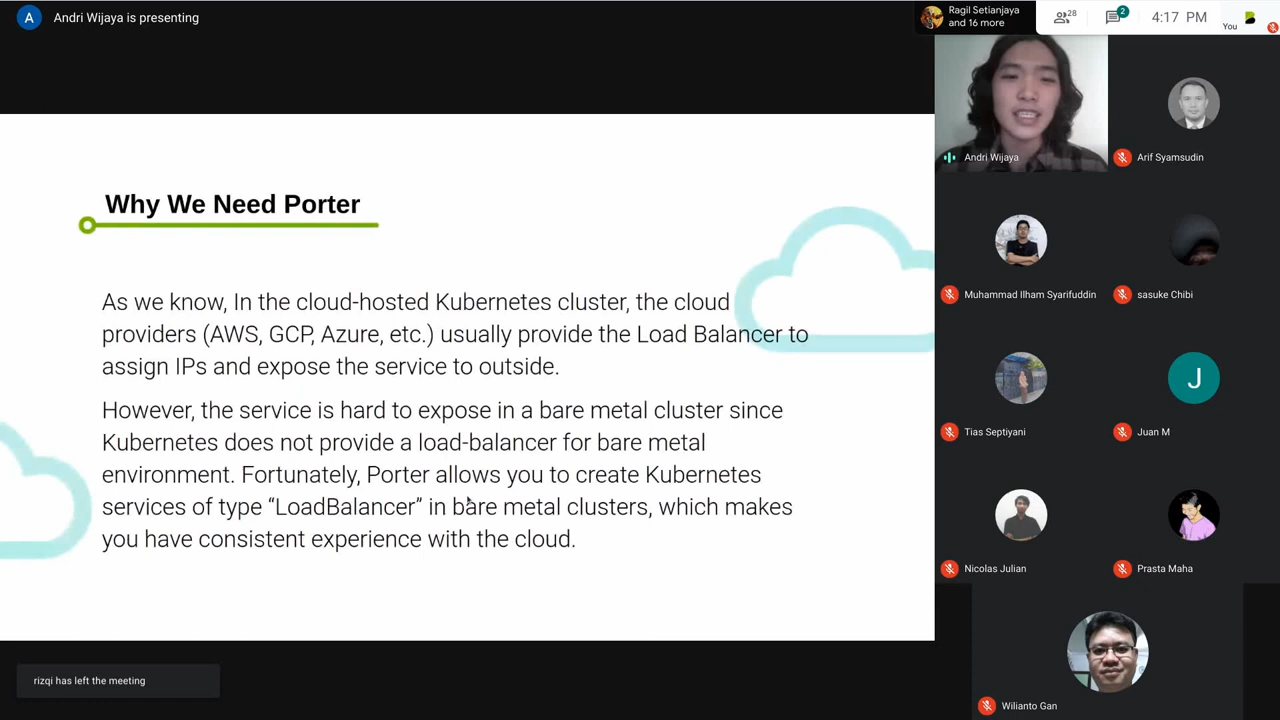 A
Andri Wijaya is presenting
Ragil Setianjaya
and 16 more
28
2
4:17 PM
You
Why We Need Porter
As we know, In the cloud-hosted Kubernetes cluster, the cloud
providers (AWS, GCP, Azure, etc.) usually provide the Load Balancer to
assign IPs and expose the service to outside.
However, the service is hard to expose in a bare metal cluster since
Kubernetes does not provide a load-balancer for bare metal
environment. Fortunately, Porter allows you to create Kubernetes
services of type “LoadBalancer” in bare metal clusters, which makes
you have consistent experience with the cloud.
Andri Wijaya
Arif Syamsudin
Muhammad Ilham Syarifuddin
sasuke Chibi
Tias Septiyani
J
Juan M
Nicolas Julian
Prasta Maha
Wilianto Gan
rizqi has left the meeting